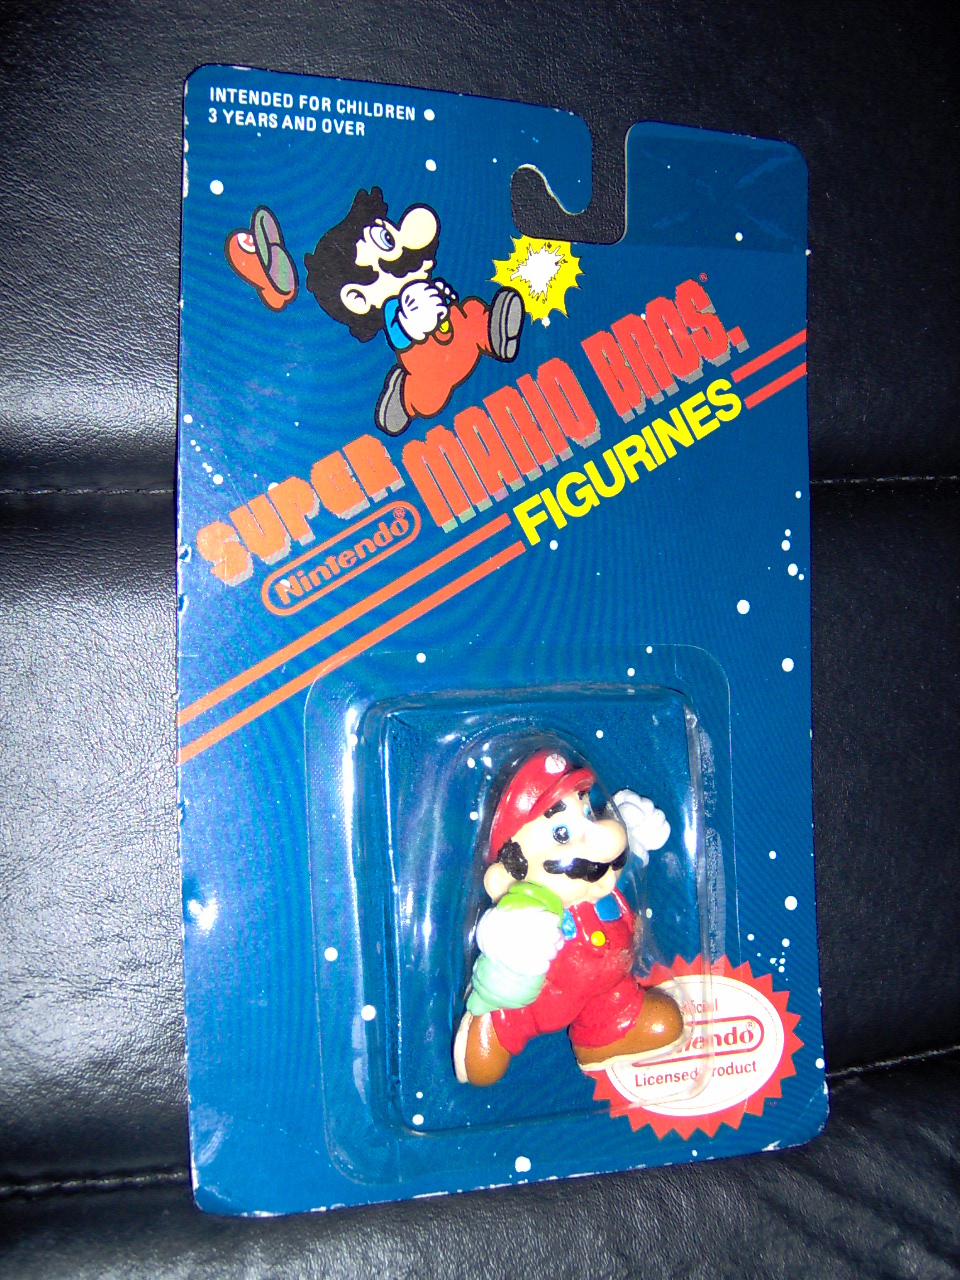 INTENDED FOR CHILDREN
3 YEARS AND OVER
SUPER MARIO BROS.®
Nintendo®
FIGURINES
Licensed